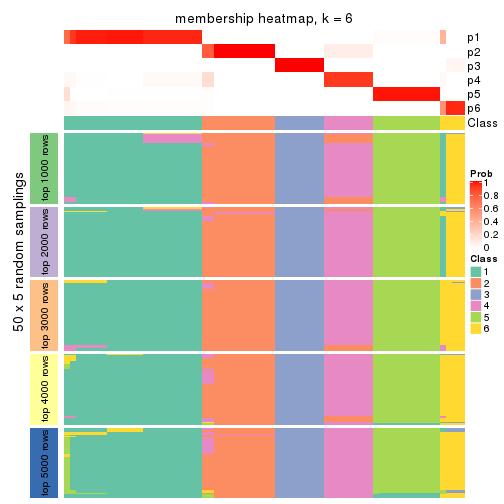 membership heatmap, k = 6
p1
p2
p3
p4
p5
p6
Class
50 x 5 random samplings
top 1000 rows
top 2000 rows
top 3000 rows
top 4000 rows
top 5000 rows
Prob
1
0.8
0.6
0.4
0.2
0
Class
1
2
3
4
5
6